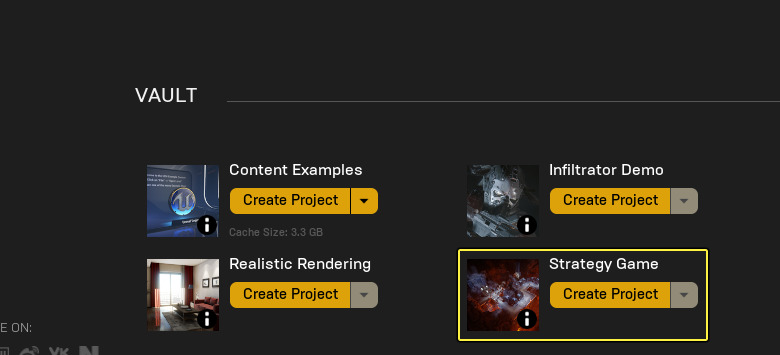 VAULT
Content Examples
Create Project
Cache Size: 3.3 GB
Infiltrator Demo
Create Project
Realistic Rendering
Create Project
Strategy Game
Create Project
E ON: